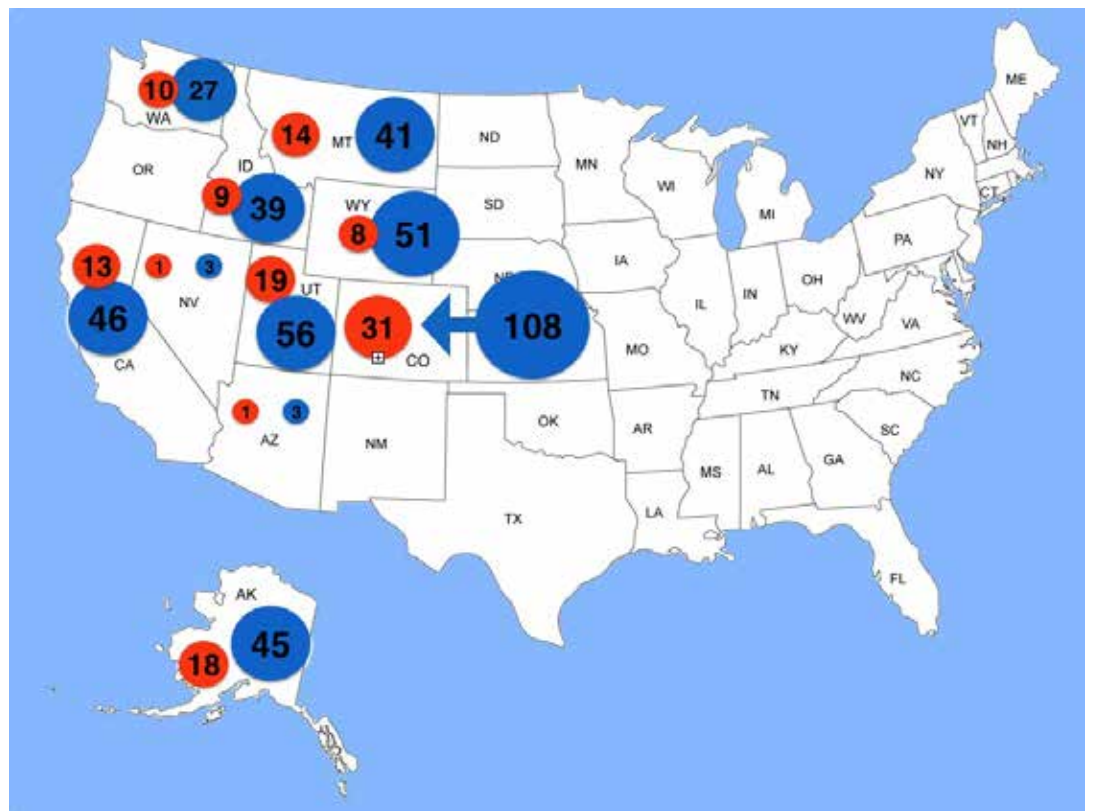 ME
10 27
WA
VT
NH
14 MT 41
ND
MN
OR
ID
NY
WI
CT
9 39
WY
SD
MI
8 51
PA
IA
13
1 3
19
OH
NV
UT
IL
IN
46
56
31
108
WV
VA
CA
CO
MO
KY
NC
TN
1 3
AZ
NM
OK
AR
SC
MS
AL
GA
TX
LA
FL
AK
45
18